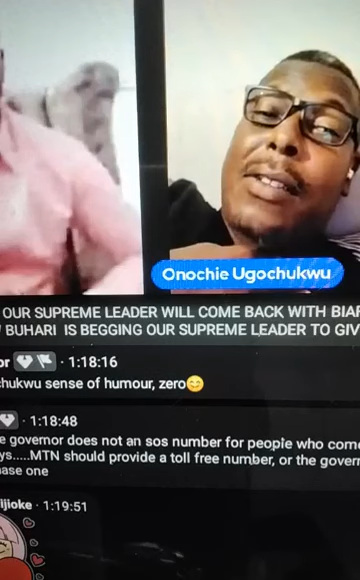 Onochie Ugochukwu
OUR SUPREME LEADER WILL COME BACK WITH BIAF
BUHARI IS BEGGING OUR SUPREME LEADER TO GIV
or · 1:18:16
chukwu sense of humour, zero😊
· 1:18:48
e governor does not an sos number for people who come
ys.....MTN should provide a toll free number, or the govern
ase one
ijioke · 1:19:51